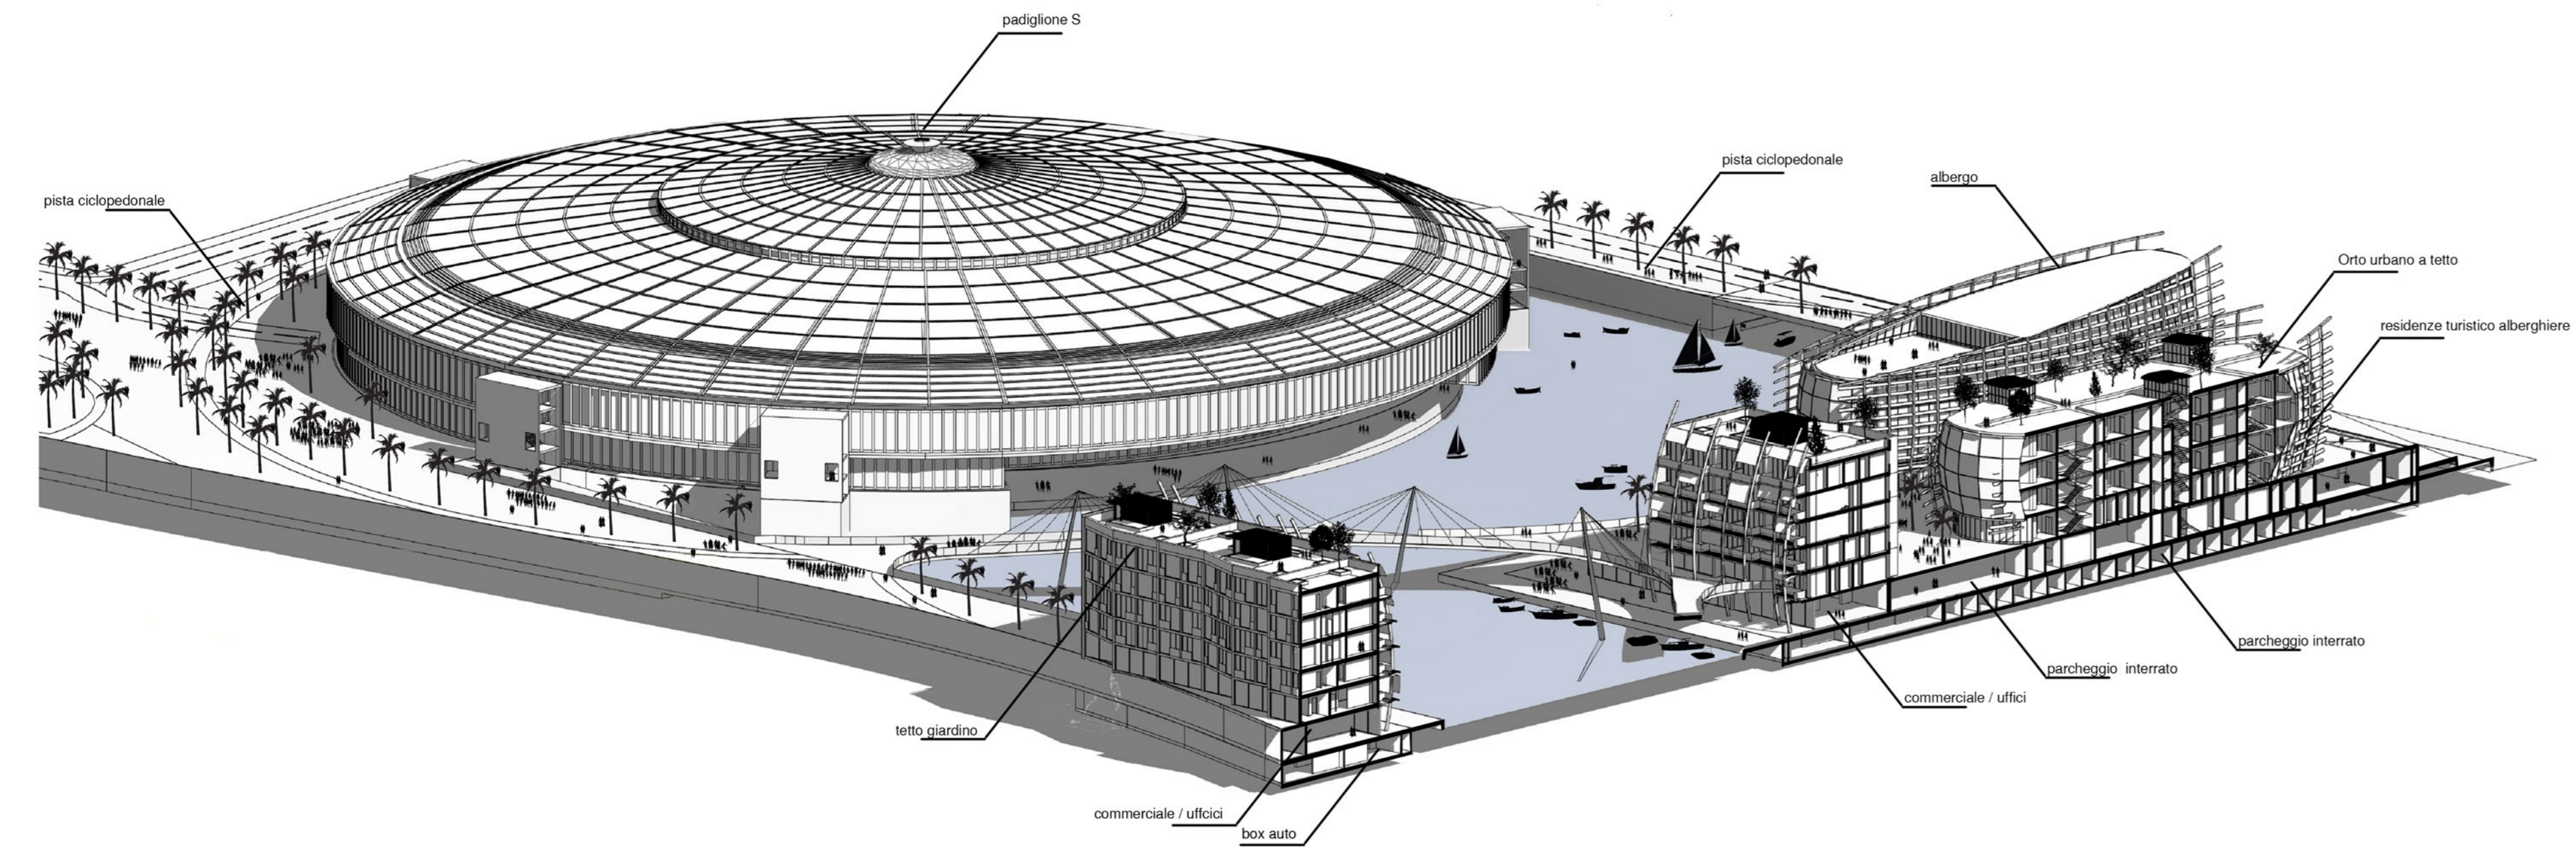 padiglione S
pista ciclopedonale
pista ciclopedonale
albergo
Orto urbano a tetto
residenze turistico alberghiere
parcheggio interrato
parcheggio interrato
commerciale / uffici
tetto giardino
commerciale / uffcici
box auto